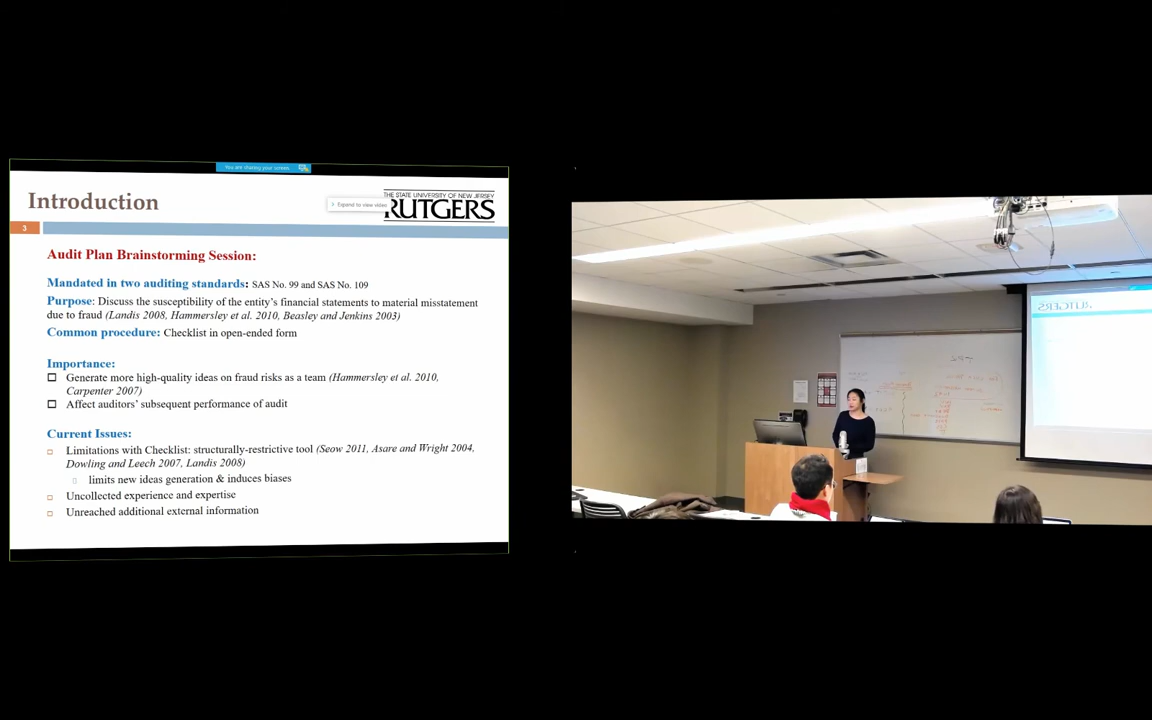 You are sharing your screen
Introduction
Expand to view video
THE STATE UNIVERSITY OF NEW JERSEY
RUTGERS
3
Audit Plan Brainstorming Session:
Mandated in two auditing standards: SAS No. 99 and SAS No. 109
Purpose: Discuss the susceptibility of the entity's financial statements to material misstatement
due to fraud (Landis 2008, Hammersley et al. 2010, Beasley and Jenkins 2003)
Common procedure: Checklist in open-ended form
Importance:
Generate more high-quality ideas on fraud risks as a team (Hammersley et al. 2010,
Carpenter 2007)
Affect auditors' subsequent performance of audit
Current Issues:
Limitations with Checklist: structurally-restrictive tool (Seow 2011, Asare and Wright 2004,
Dowling and Leech 2007, Landis 2008)
limits new ideas generation & induces biases
Uncollected experience and expertise
Unreached additional external information
RUTGERS